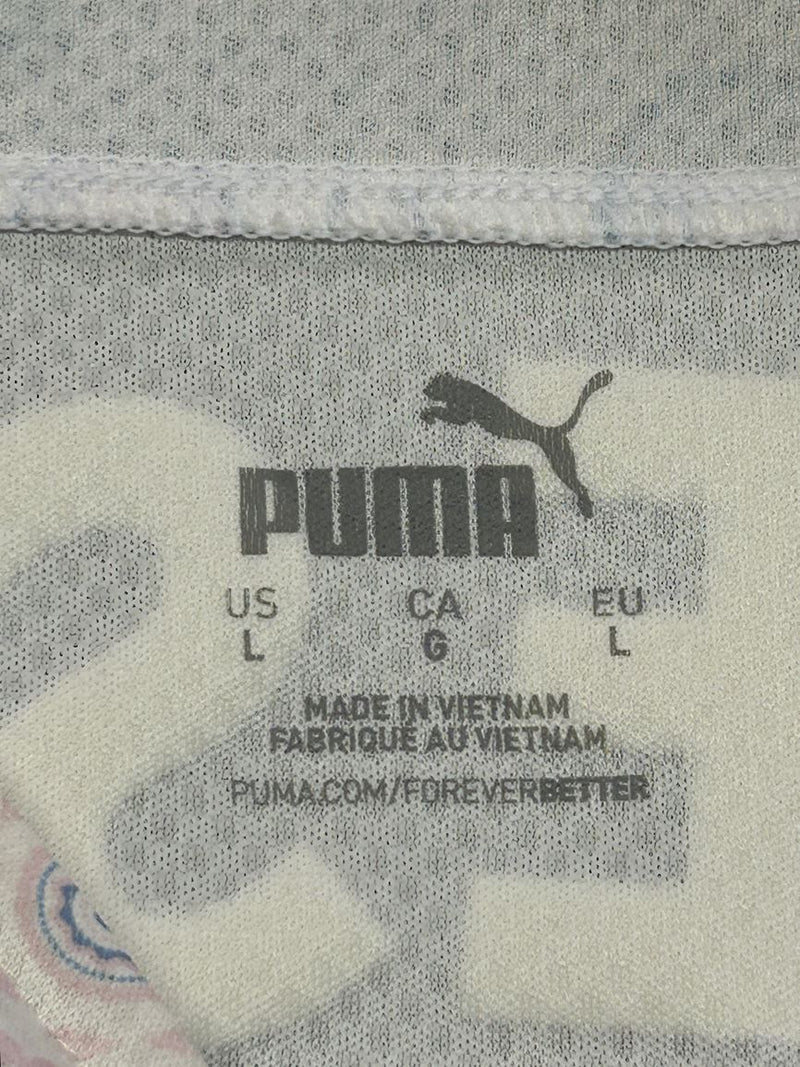 PUMA
US CA EU
L G L
MADE IN VIETNAM
FABRIQUÉ AU VIETNAM
PUMA.COM/FOREVERBETTER